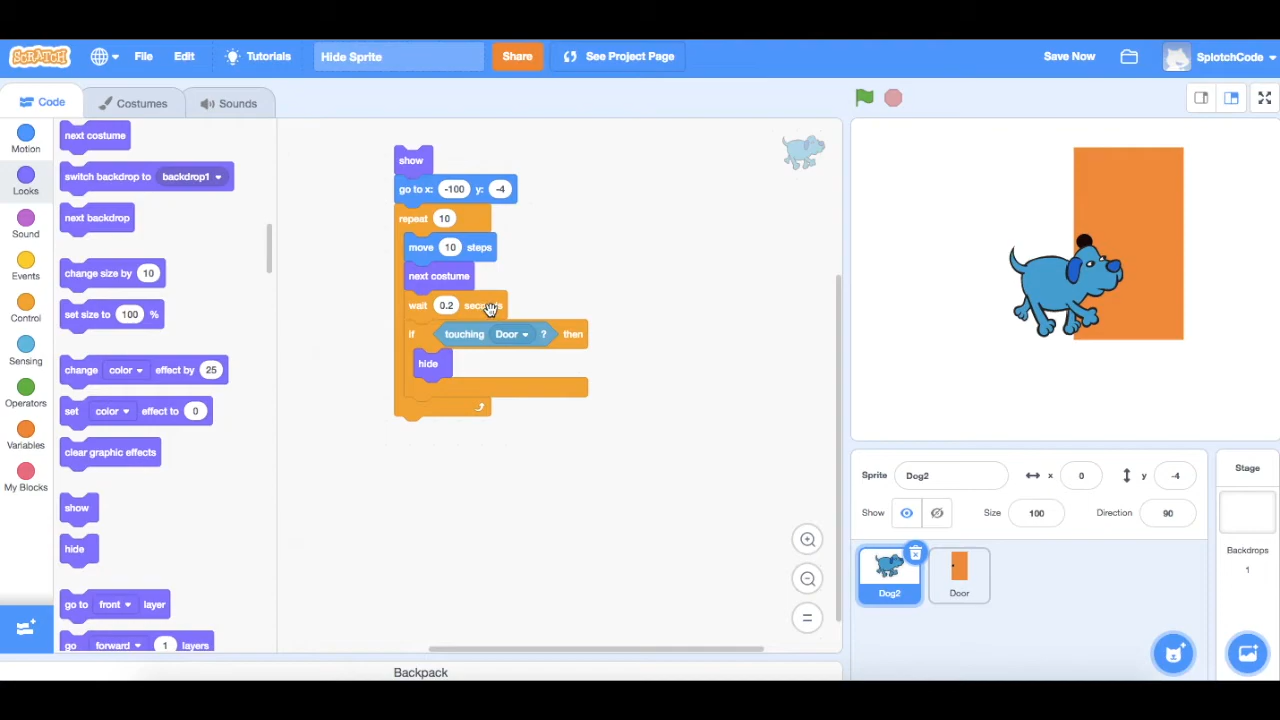 SCRATCH File Edit Tutorials Hide Sprite Share See Project Page Save Now SplotchCode
Code Costumes Sounds
Motion
Looks
Sound
Events
Control
Sensing
Operators
Variables
My Blocks
next costume
switch backdrop to backdrop1
next backdrop
change size by 10
set size to 100 %
change color effect by 25
set color effect to 0
clear graphic effects
show
hide
go to front layer
go forward 1 layers
show
go to x: -100 y: -4
repeat 10
move 10 steps
next costume
wait 0.2 seconds
if touching Door ? then
hide
Sprite Dog2 x 0 y -4
Show Size 100 Direction 90
Dog2
Door
Stage
Backdrops
1
Backpack